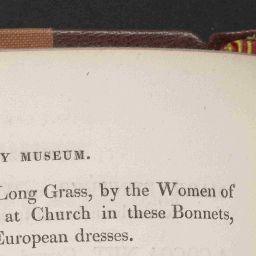 Y MUSEUM.
Long Grass, by the Women of
at Church in these Bonnets,
European dresses.